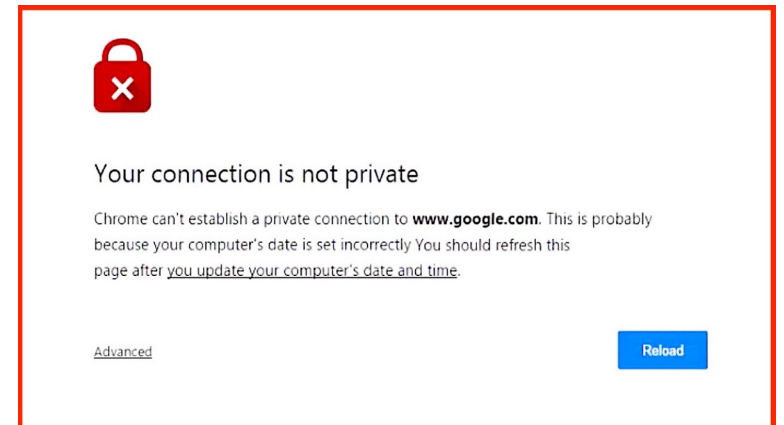 Your connection is not private
Chrome can't establish a private connection to www.google.com. This is probably
because your computer's date is set incorrectly You should refresh this
page after you update your computer's date and time.
Advanced
Reload